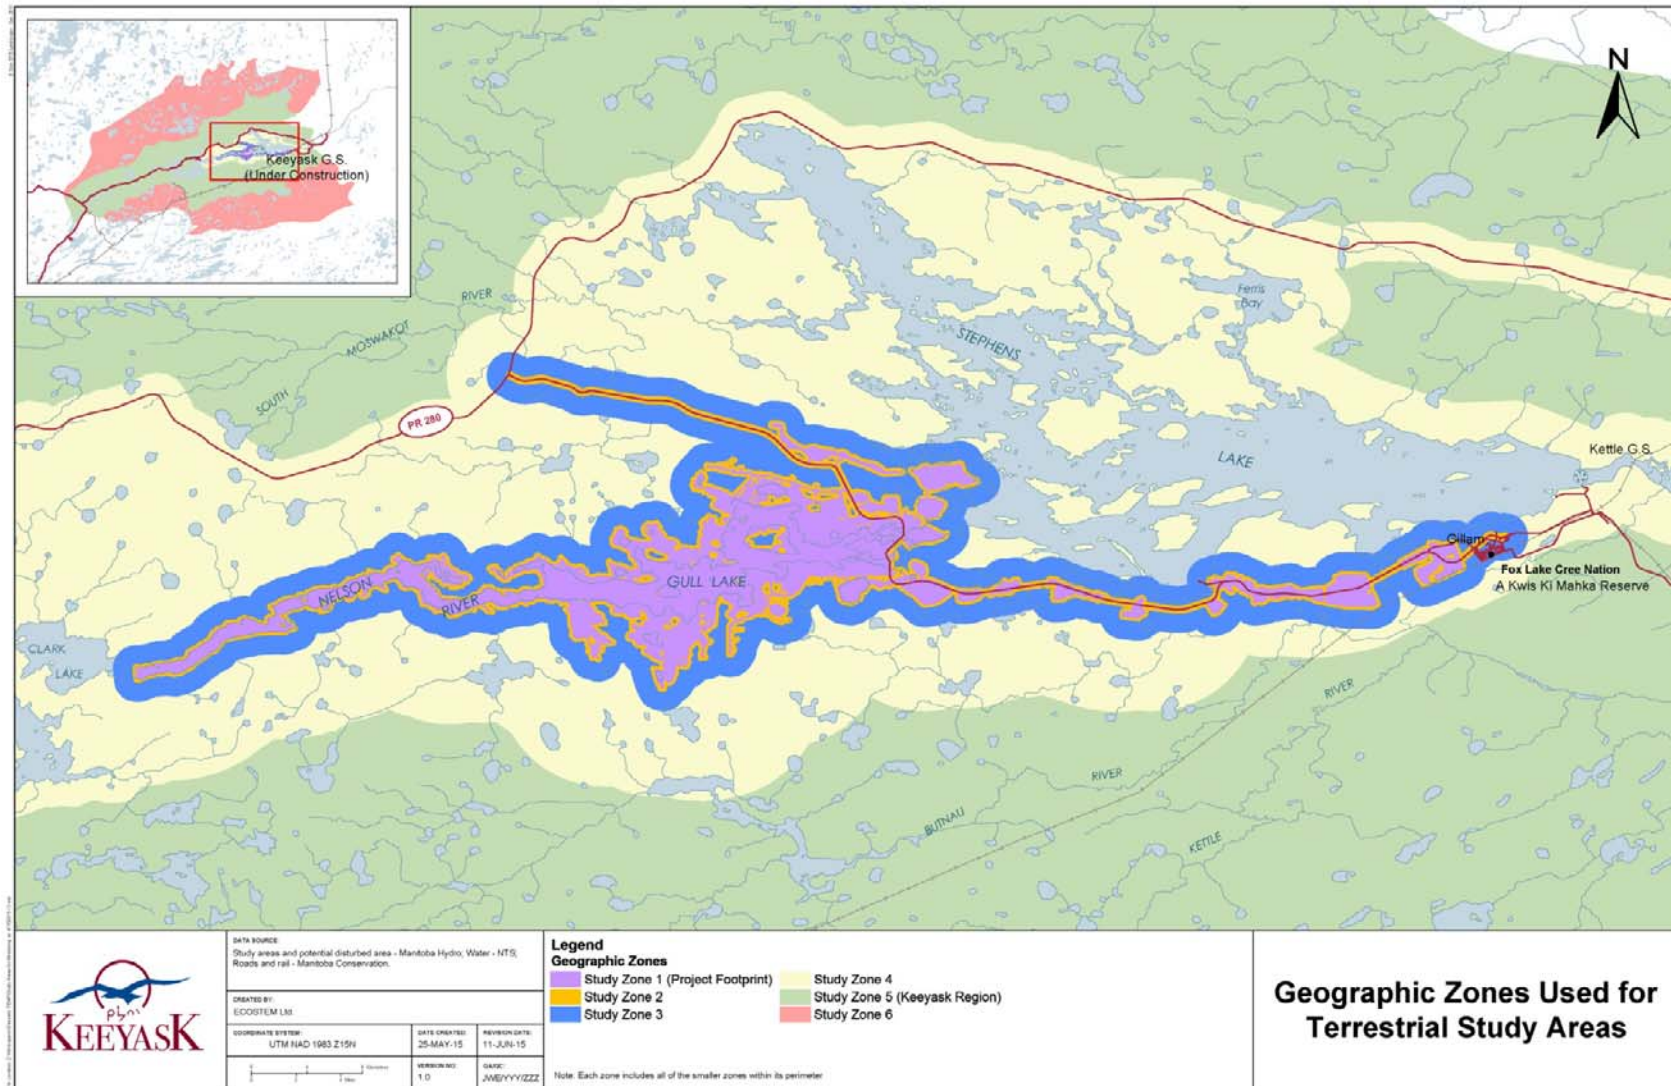 Keeyask G.S.
(Under Construction)
N
RIVER
MOSWAKOT
SOUTH
PR 280
Ferris
Bay
STEPHENS
LAKE
Kettle G.S.
Gillam
Fox Lake Cree Nation
A Kwis Ki Mahka Reserve
NELSON
RIVER
GULL LAKE
CLARK
LAKE
RIVER
RIVER
BUTNAU
KETTLE
KEEYASK
DATA SOURCE:
Study areas and potential disturbed area - Manitoba Hydro; Water - NTS;
Roads and rail - Manitoba Conservation.
CREATED BY:
ECOSTEM Ltd.
COORDINATE SYSTEM:
UTM NAD 1983 Z15N
DATE CREATED:
25-MAY-15
REVISION DATE:
11-JUN-15
VERSION NO:
1.0
QA/QC:
Legend
Geographic Zones
Study Zone 1 (Project Footprint)
Study Zone 2
Study Zone 3
Study Zone 4
Study Zone 5 (Keeyask Region)
Study Zone 6
Note: Each zone includes all of the smaller zones within its perimeter
Geographic Zones Used for
Terrestrial Study Areas